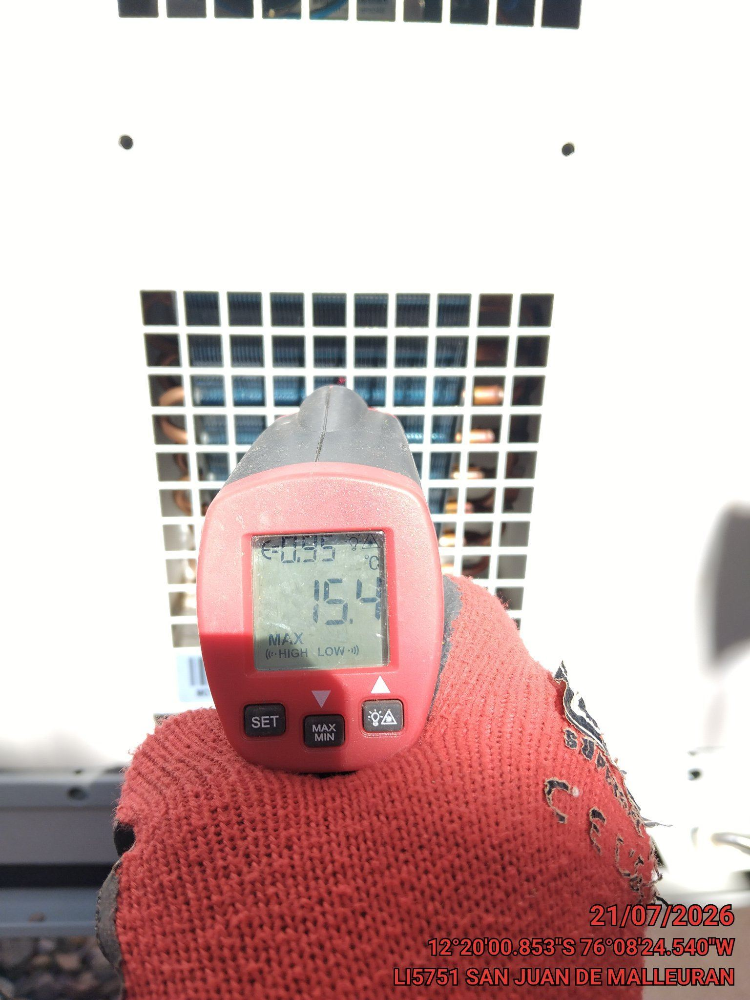 Є=0.95
°C
15.4
MAX
HIGH LOW
SET
MAX
MIN
21/07/2026
12°20'00.853"S 76°08'24.540"W
LI5751 SAN JUAN DE MALLEURAN